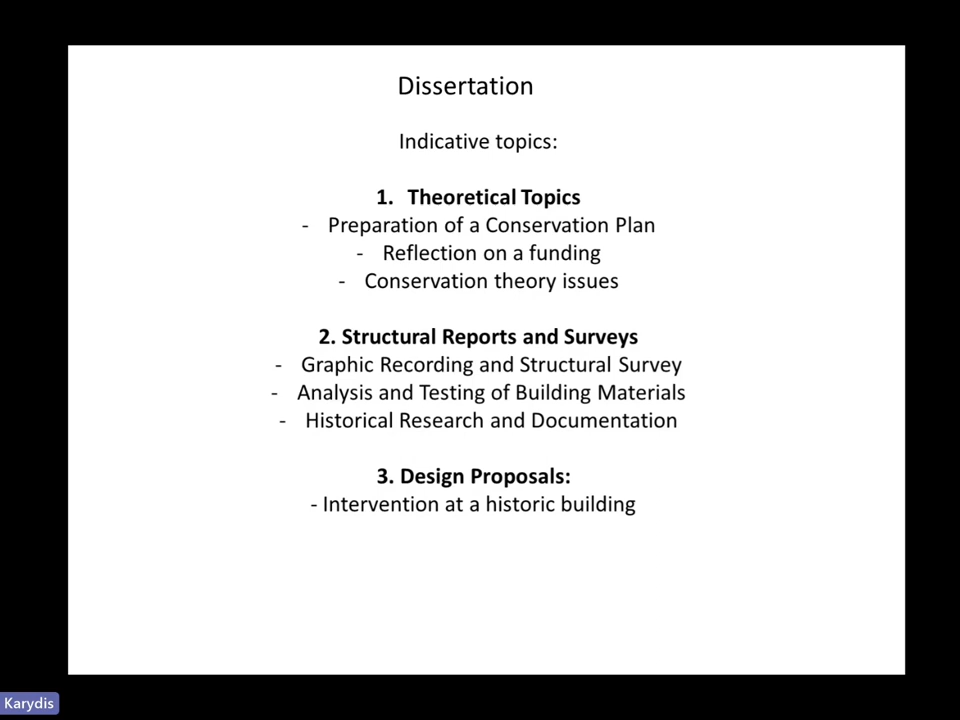 Dissertation
Indicative topics:
1. Theoretical Topics
- Preparation of a Conservation Plan
- Reflection on a funding
- Conservation theory issues
2. Structural Reports and Surveys
- Graphic Recording and Structural Survey
- Analysis and Testing of Building Materials
- Historical Research and Documentation
3. Design Proposals:
- Intervention at a historic building
Karydis